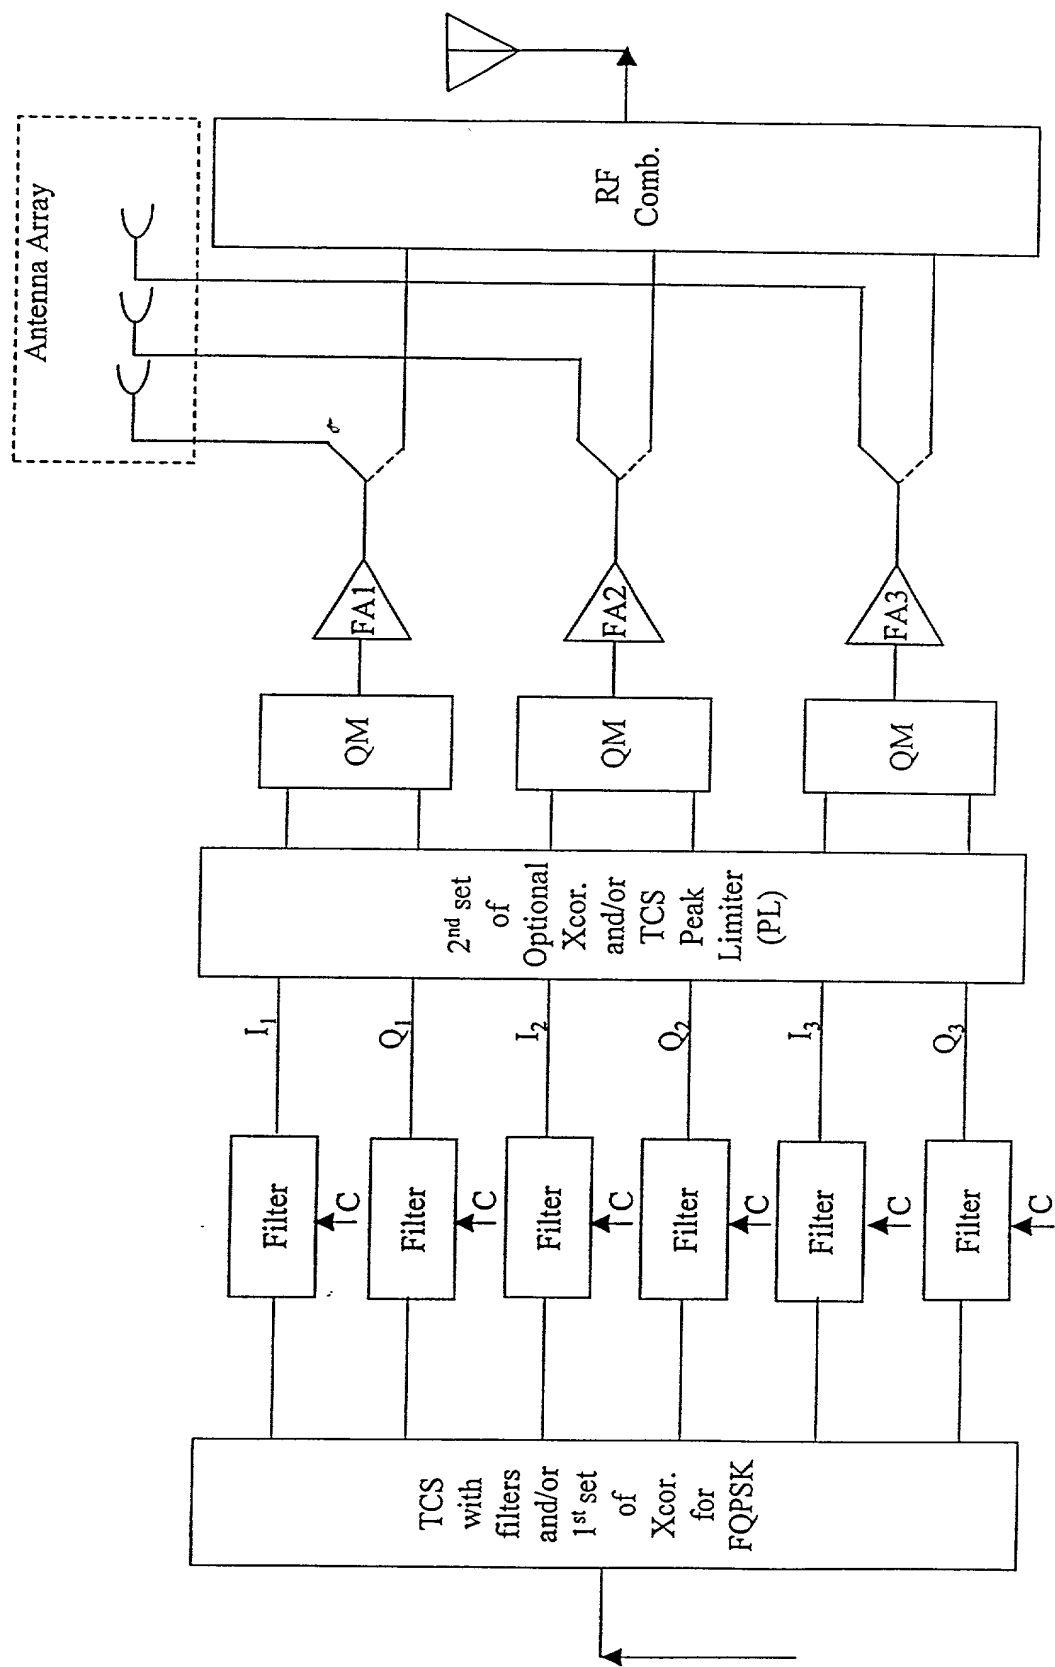 TCS
with
filters
and/or
1st set
of
Xcor.
for
FQPSK
Filter
C
Filter
C
Filter
C
Filter
C
Filter
C
Filter
C
I1
Q1
I2
Q2
I3
Q3
2nd set
of
Optional
Xcor.
and/or
TCS
Peak
Limiter
(PL)
QM
QM
QM
FA1
FA2
FA3
Antenna Array
RF
Comb.